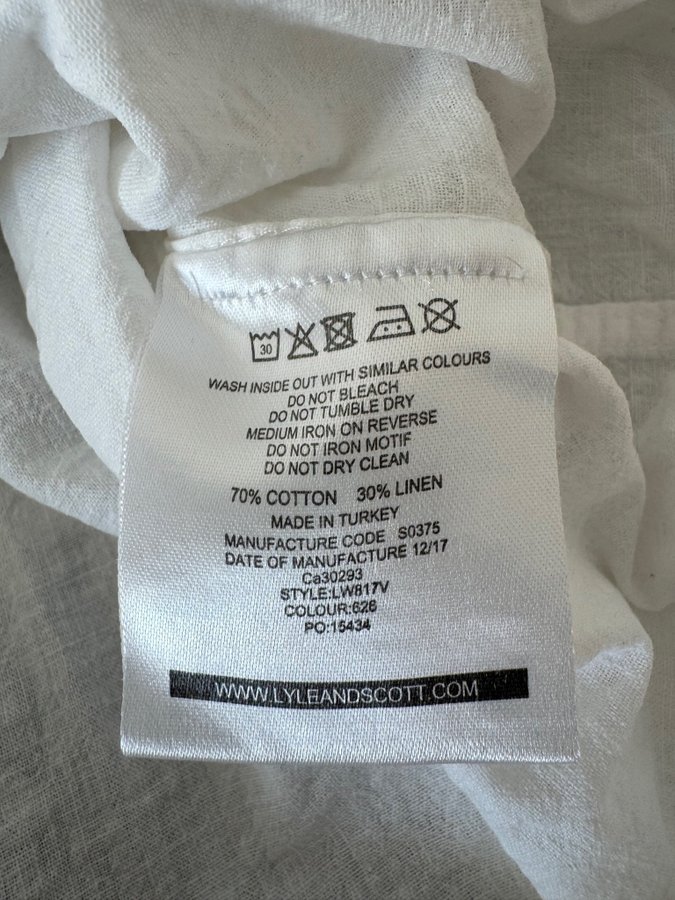 30
WASH INSIDE OUT WITH SIMILAR COLOURS
DO NOT BLEACH
DO NOT TUMBLE DRY
MEDIUM IRON ON REVERSE
DO NOT IRON MOTIF
DO NOT DRY CLEAN
70% COTTON 30% LINEN
MADE IN TURKEY
MANUFACTURE CODE S0375
DATE OF MANUFACTURE 12/17
Ca30293
STYLE:LW817V
COLOUR:626
PO:15434
WWW.LYLEANDSCOTT.COM